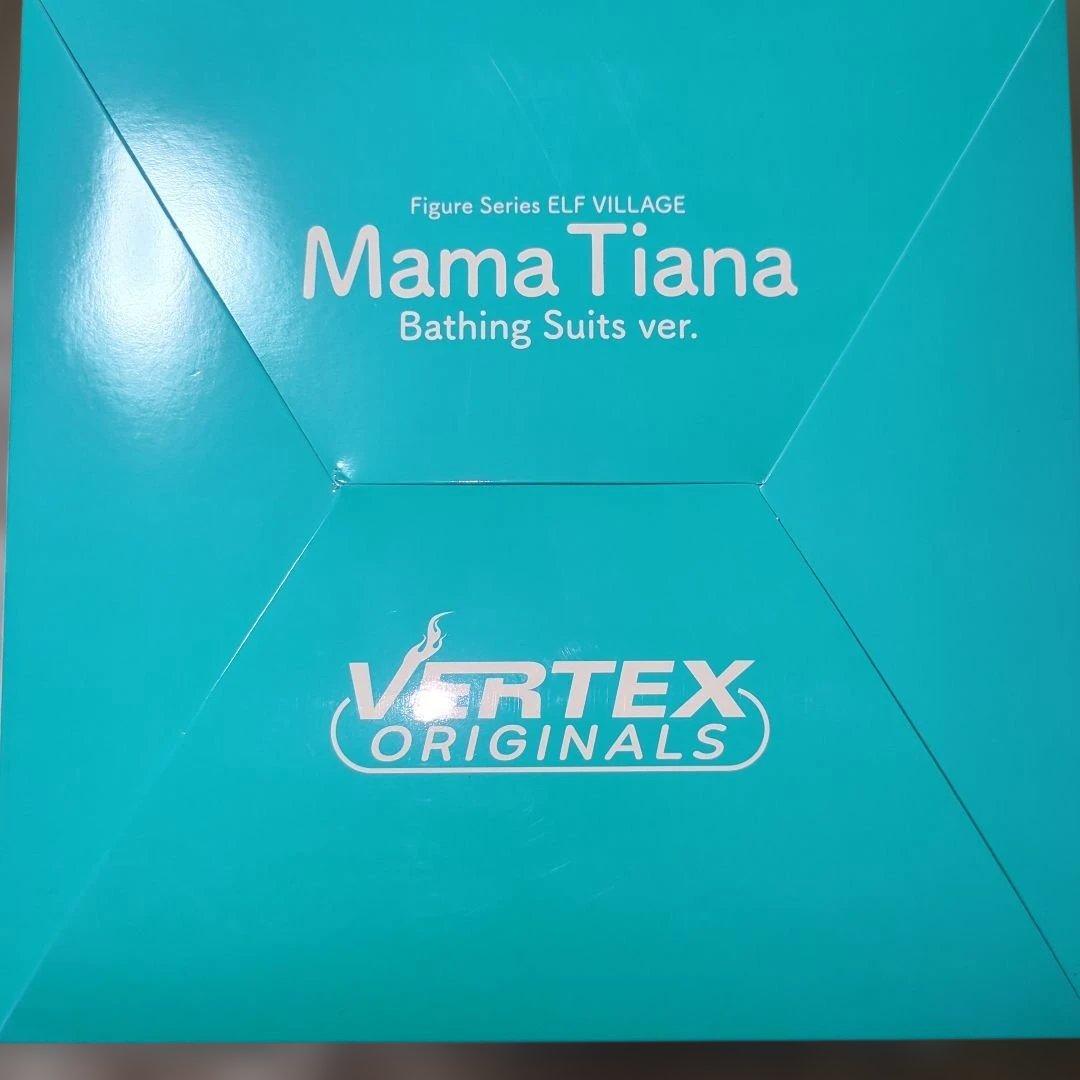 Figure Series ELF VILLAGE
Mama Tiana
Bathing Suits ver.
VERTEX
ORIGINALS